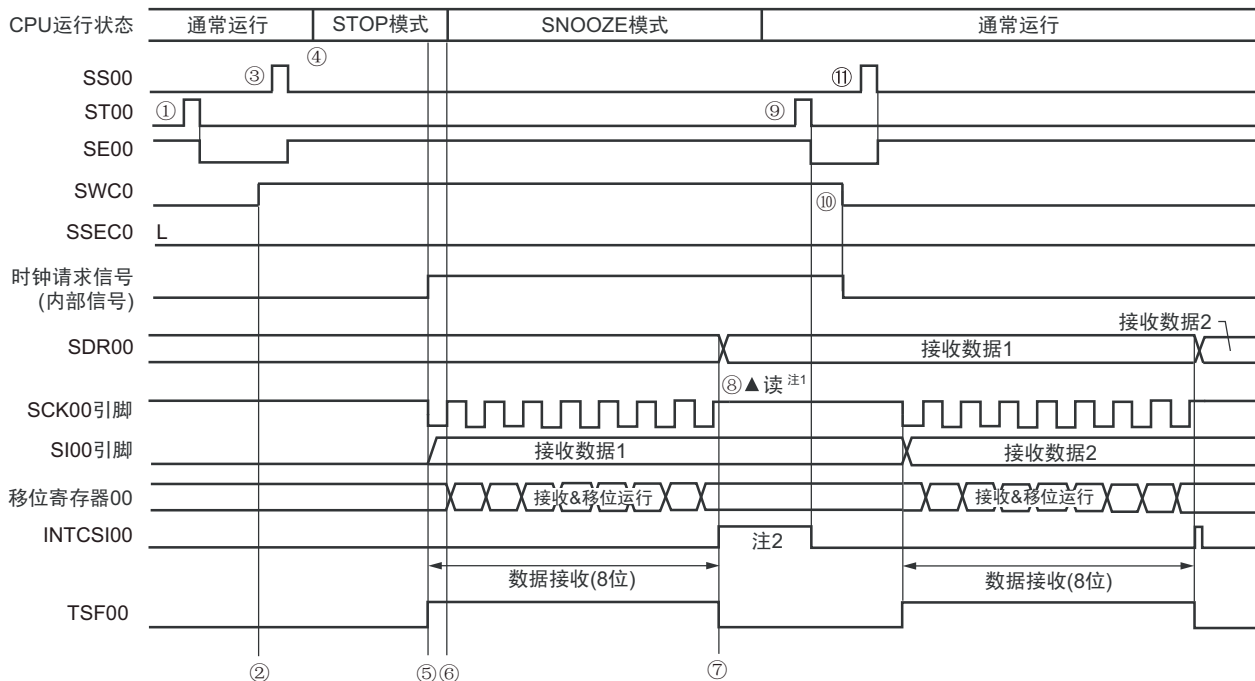 CPU运行状态 通常运行 STOP模式 SNOOZE模式 通常运行
④
SS00 ③ ⑪
ST00 ① ⑨
SE00
SWC0 ⑩
SSEC0 L
时钟请求信号
(内部信号)
接收数据2
SDR00 接收数据1
⑧▲读 注1
SCK00引脚
SI00引脚 接收数据1 接收数据2
移位寄存器00 接收&移位运行 接收&移位运行
INTCSI00 注2
数据接收(8位) 数据接收(8位)
TSF00
② ⑤⑥ ⑦